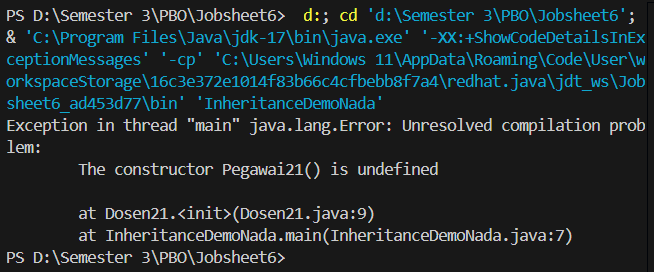 PS D:\Semester 3\PBO\Jobsheet6>  d:; cd 'd:\Semester 3\PBO\Jobsheet6';
& 'C:\Program Files\Java\jdk-17\bin\java.exe' '-XX:+ShowCodeDetailsInEx
ceptionMessages' '-cp' 'C:\Users\Windows 11\AppData\Roaming\Code\User\w
orkspaceStorage\16c3e372e1014f83b66c4cfbebb8f7a4\redhat.java\jdt_ws\Job
sheet6_ad453d77\bin' 'InheritanceDemoNada'
Exception in thread "main" java.lang.Error: Unresolved compilation prob
lem:
        The constructor Pegawai21() is undefined
        at Dosen21.<init>(Dosen21.java:9)
        at InheritanceDemoNada.main(InheritanceDemoNada.java:7)
PS D:\Semester 3\PBO\Jobsheet6>